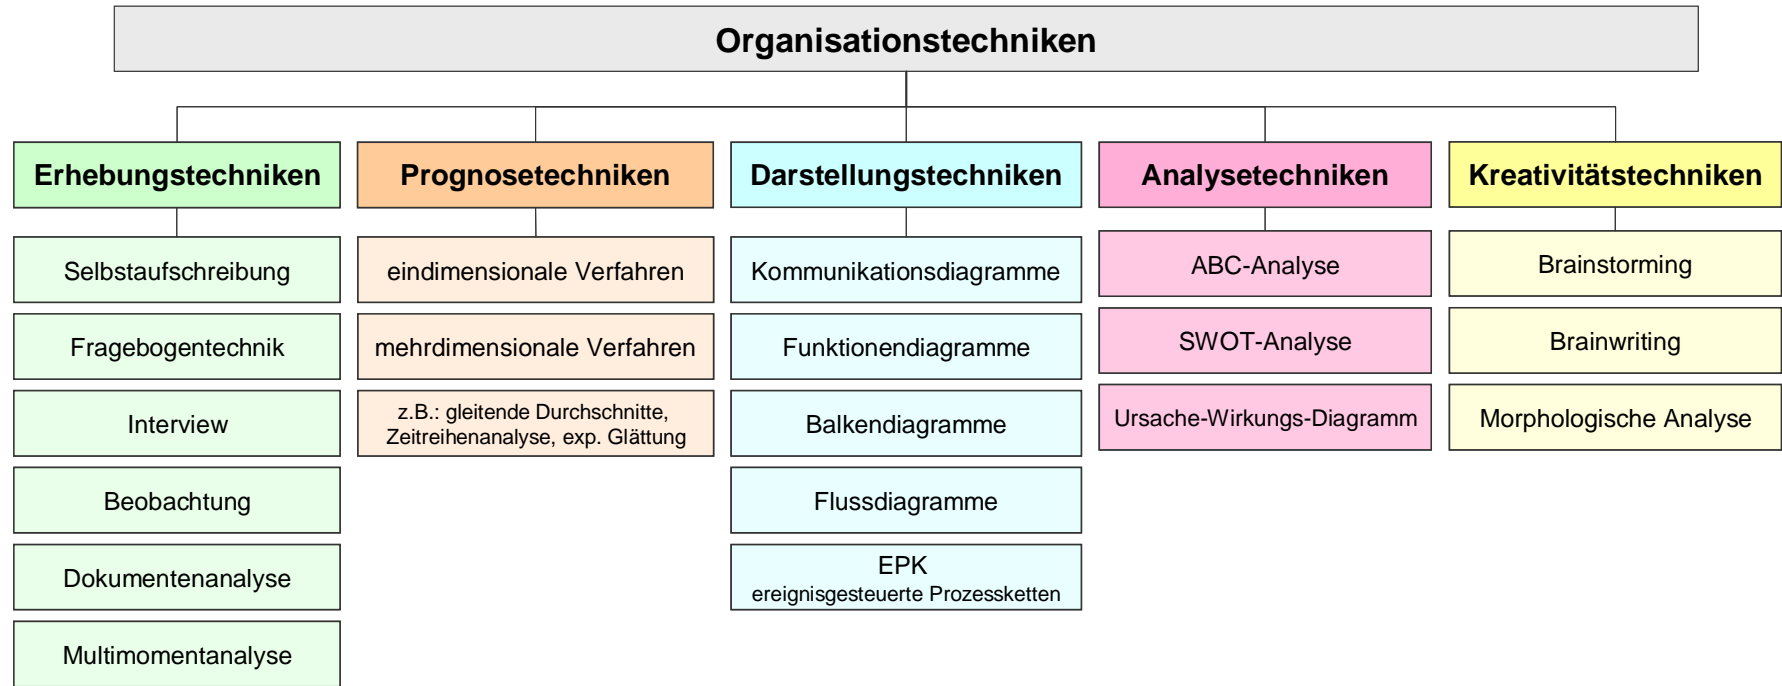 Organisationstechniken
Erhebungstechniken
Selbstaufschreibung
Fragebogentechnik
Interview
Beobachtung
Dokumentenanalyse
Multimomentanalyse
Prognosetechniken
eindimensionale Verfahren
mehrdimensionale Verfahren
z.B.: gleitende Durchschnitte,
Zeitreihenanalyse, exp. Glättung
Darstellungstechniken
Kommunikationsdiagramme
Funktionendiagramme
Balkendiagramme
Flussdiagramme
EPK
ereignisgesteuerte Prozessketten
Analysetechniken
ABC-Analyse
SWOT-Analyse
Ursache-Wirkungs-Diagramm
Kreativitätstechniken
Brainstorming
Brainwriting
Morphologische Analyse